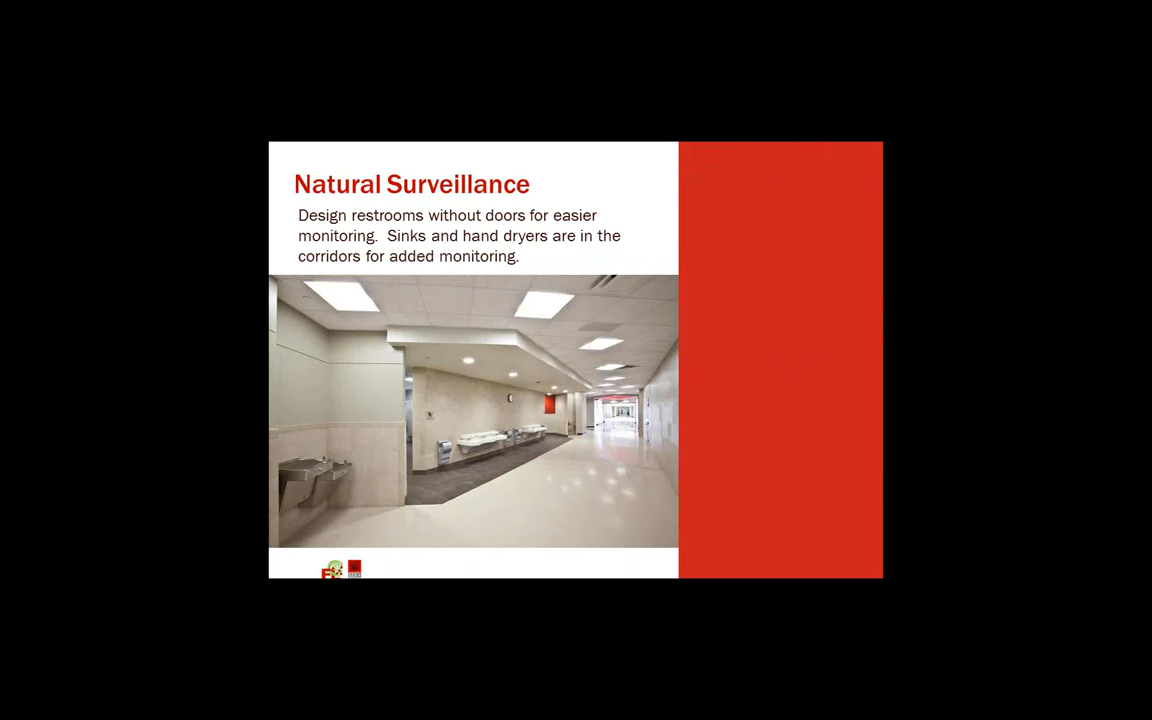 Natural Surveillance
Design restrooms without doors for easier
monitoring.  Sinks and hand dryers are in the
corridors for added monitoring.